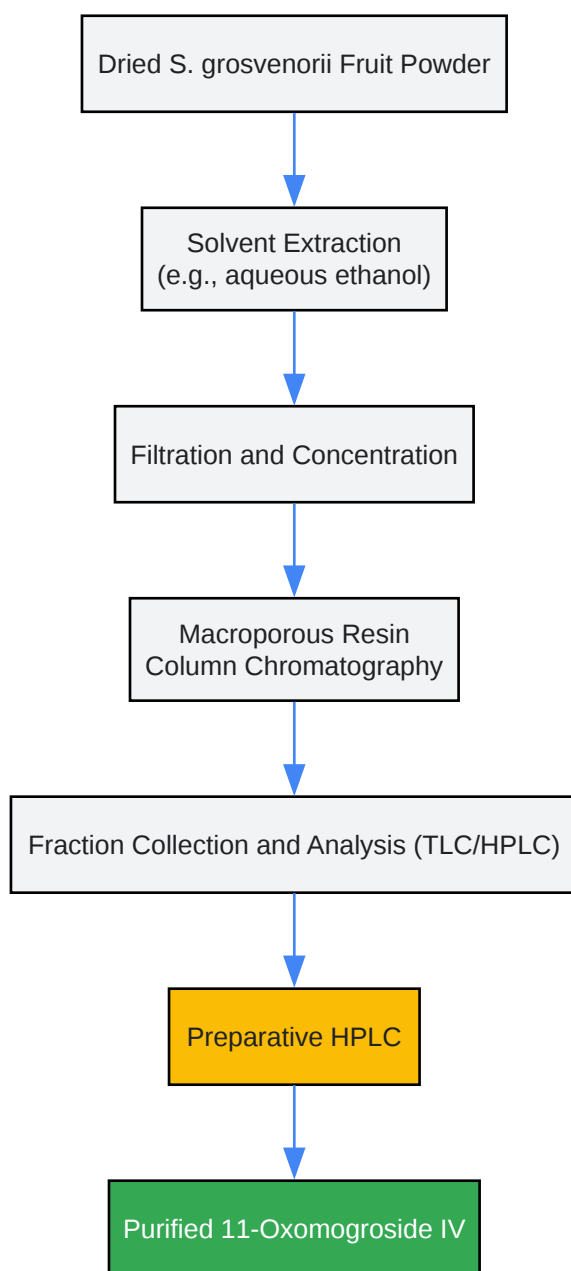 Dried S. grosvenorii Fruit Powder
Solvent Extraction
(e.g., aqueous ethanol)
Filtration and Concentration
Macroporous Resin
Column Chromatography
Fraction Collection and Analysis (TLC/HPLC)
Preparative HPLC
Purified 11-Oxomogroside IV